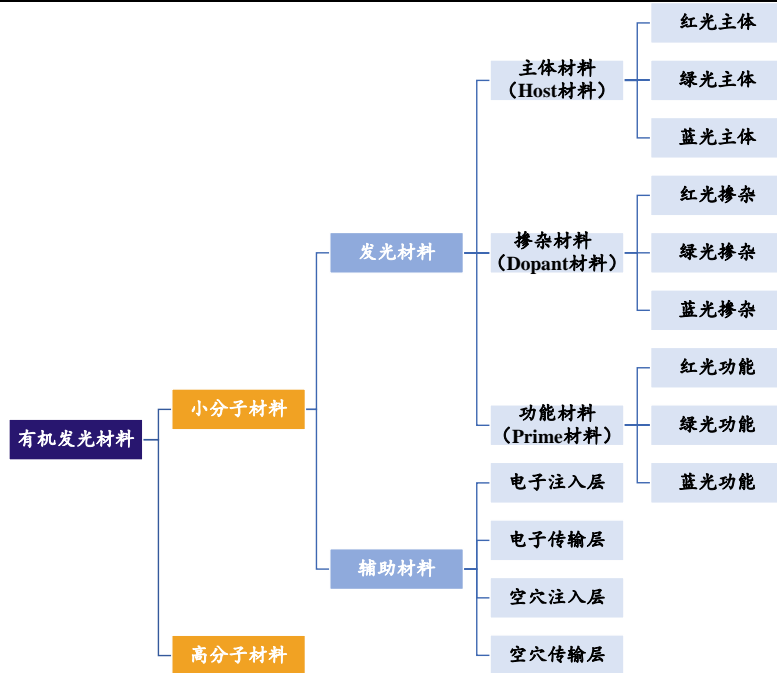 红光主体
主体材料
（Host材料）
绿光主体
蓝光主体
红光掺杂
发光材料
掺杂材料
（Dopant材料）
绿光掺杂
蓝光掺杂
红光功能
小分子材料
功能材料
（Prime材料）
绿光功能
有机发光材料
蓝光功能
电子注入层
电子传输层
辅助材料
空穴注入层
高分子材料
空穴传输层